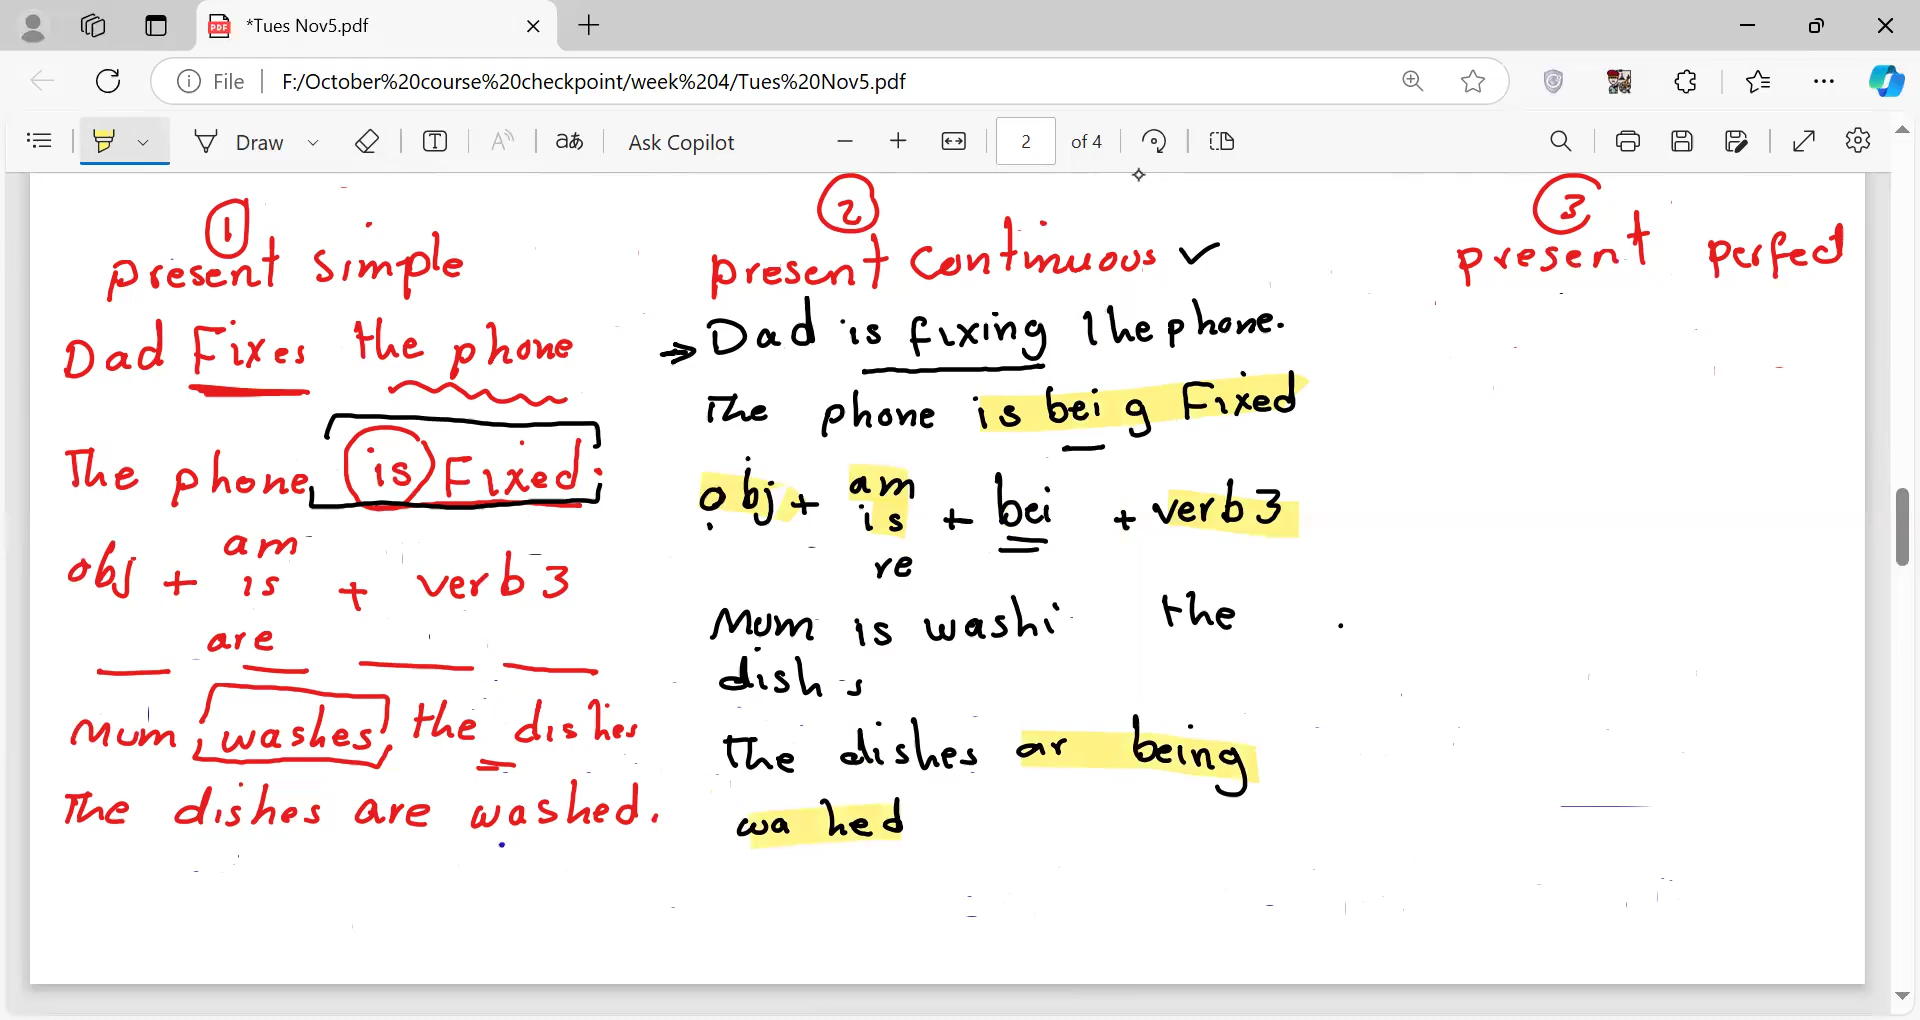 *Tues Nov5.pdf
File
F:/October%20course%20checkpoint/week%204/Tues%20Nov5.pdf
Draw
Ask Copilot
2 of 4
1
present simple
Dad Fixes the phone
The phone is Fixed.
obj + am is are + verb 3
Mum washes the dishes
The dishes are washed.
2
present continuous ✓
→ Dad is fixing the phone.
The phone is bei g Fixed
obj + am is re + bei + verb 3
Mum is washi the
dish s
The dishes ar being
wa hed
3
present perfect